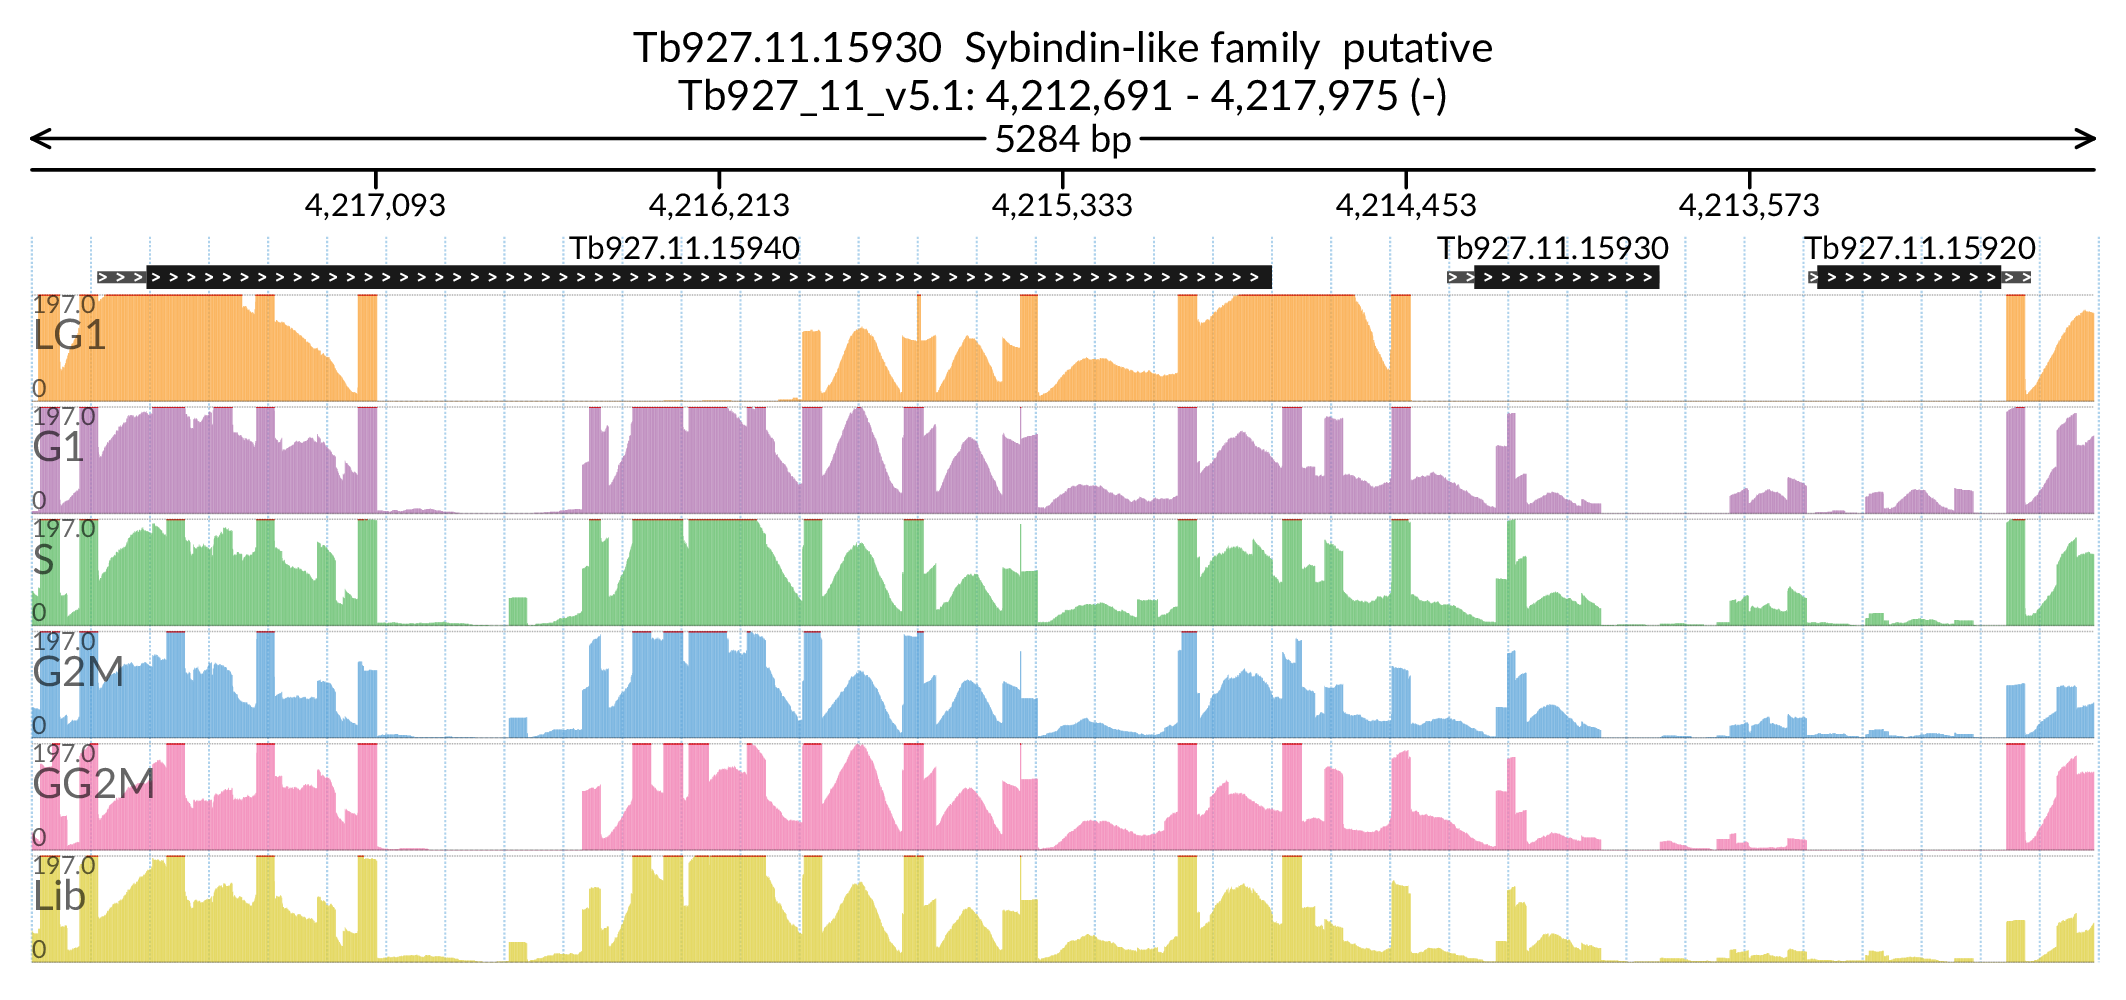 Tb927.11.15930  Sybindin-like family  putative
Tb927_11_v5.1: 4,212,691 - 4,217,975 (-)
5284 bp
4,217,093 4,216,213 4,215,333 4,214,453 4,213,573
Tb927.11.15940 Tb927.11.15930 Tb927.11.15920
197.0
LG1
0
197.0
G1
0
197.0
S
0
197.0
G2M
0
197.0
GG2M
0
197.0
Lib
0